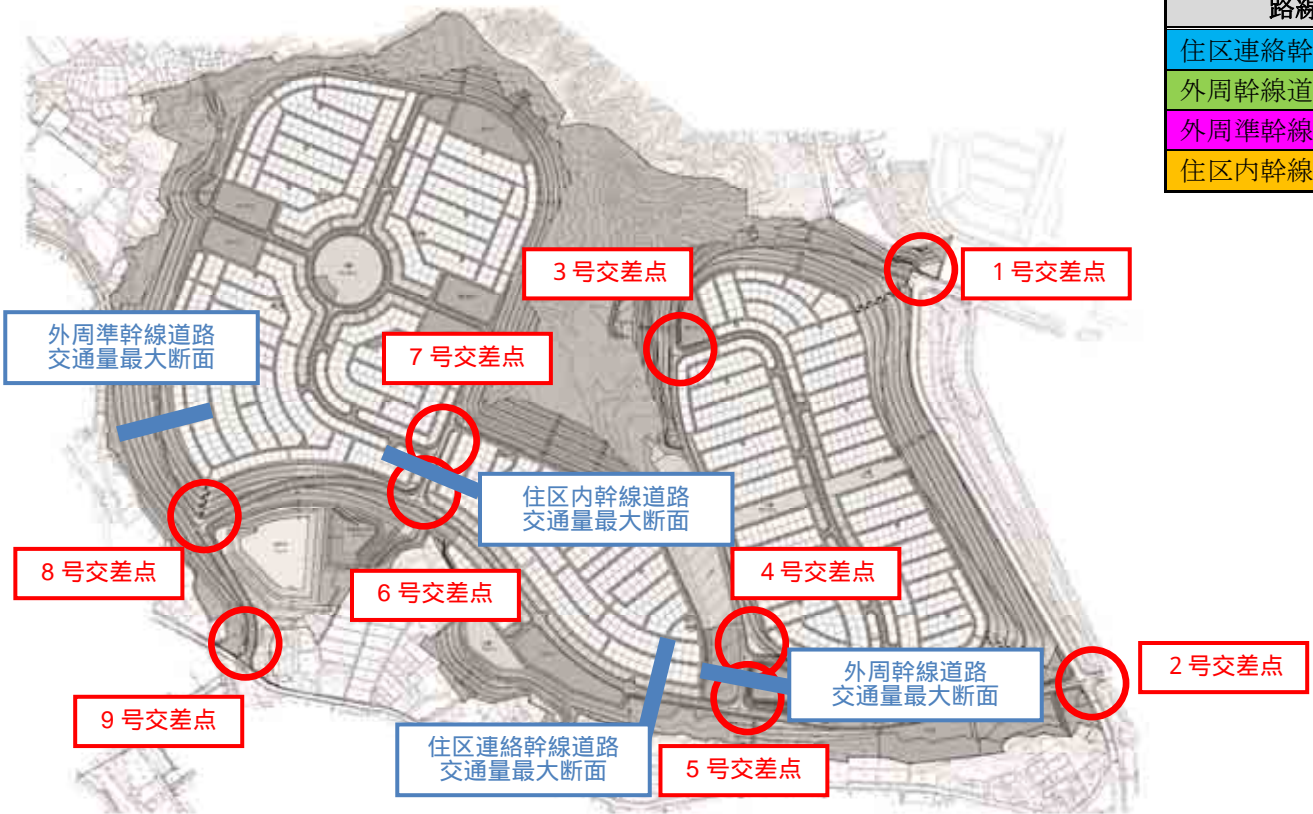 路線
住区連絡幹
外周幹線道
外周準幹線
住区内幹線
3号交差点
1号交差点
外周準幹線道路
交通量最大断面
7号交差点
住区内幹線道路
交通量最大断面
8号交差点
6号交差点
4号交差点
外周幹線道路
交通量最大断面
2号交差点
9号交差点
住区連絡幹線道路
交通量最大断面
5号交差点